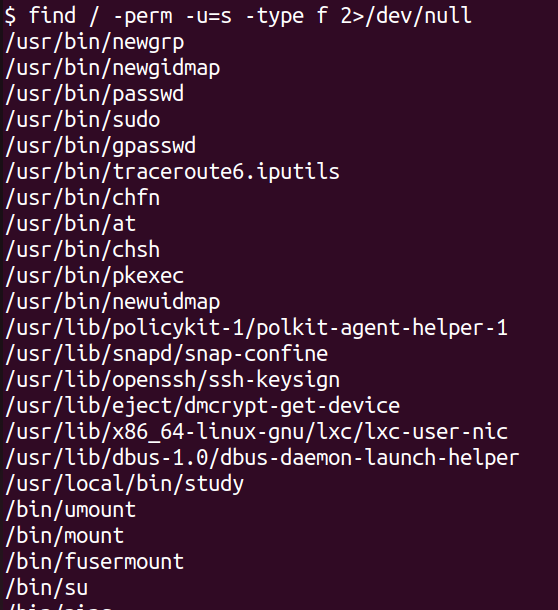 $ find / -perm -u=s -type f 2>/dev/null
/usr/bin/newgrp
/usr/bin/newgidmap
/usr/bin/passwd
/usr/bin/sudo
/usr/bin/gpasswd
/usr/bin/traceroute6.iputils
/usr/bin/chfn
/usr/bin/at
/usr/bin/chsh
/usr/bin/pkexec
/usr/bin/newuidmap
/usr/lib/policykit-1/polkit-agent-helper-1
/usr/lib/snapd/snap-confine
/usr/lib/openssh/ssh-keysign
/usr/lib/eject/dmcrypt-get-device
/usr/lib/x86_64-linux-gnu/lxc/lxc-user-nic
/usr/lib/dbus-1.0/dbus-daemon-launch-helper
/usr/local/bin/study
/bin/umount
/bin/mount
/bin/fusermount
/bin/su